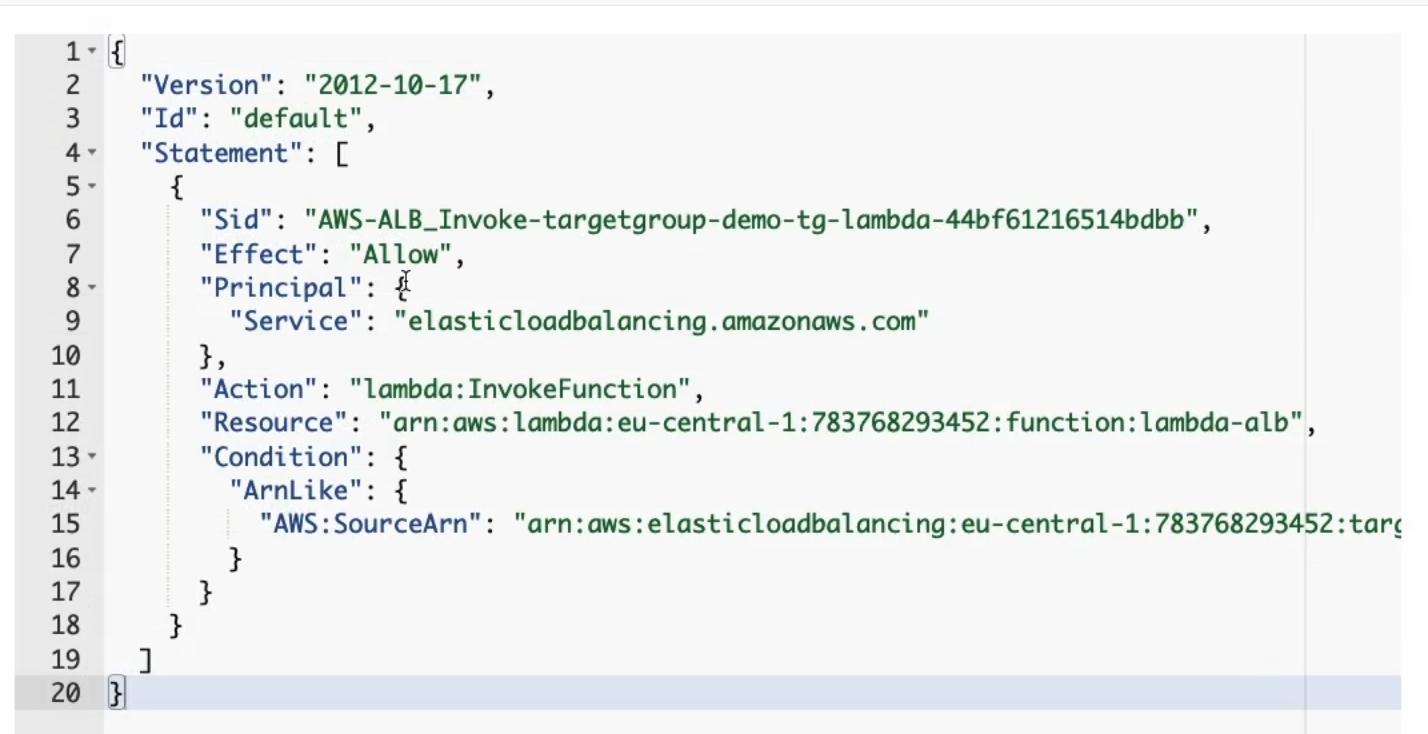 1 {
2 "Version": "2012-10-17",
3 "Id": "default",
4 "Statement": [
5 {
6 "Sid": "AWS-ALB_Invoke-targetgroup-demo-tg-lambda-44bf61216514bdbb",
7 "Effect": "Allow",
8 "Principal": {
9 "Service": "elasticloadbalancing.amazonaws.com"
10 },
11 "Action": "lambda:InvokeFunction",
12 "Resource": "arn:aws:lambda:eu-central-1:783768293452:function:lambda-alb",
13 "Condition": {
14 "ArnLike": {
15 "AWS:SourceArn": "arn:aws:elasticloadbalancing:eu-central-1:783768293452:targ
16 }
17 }
18 }
19 ]
20 }